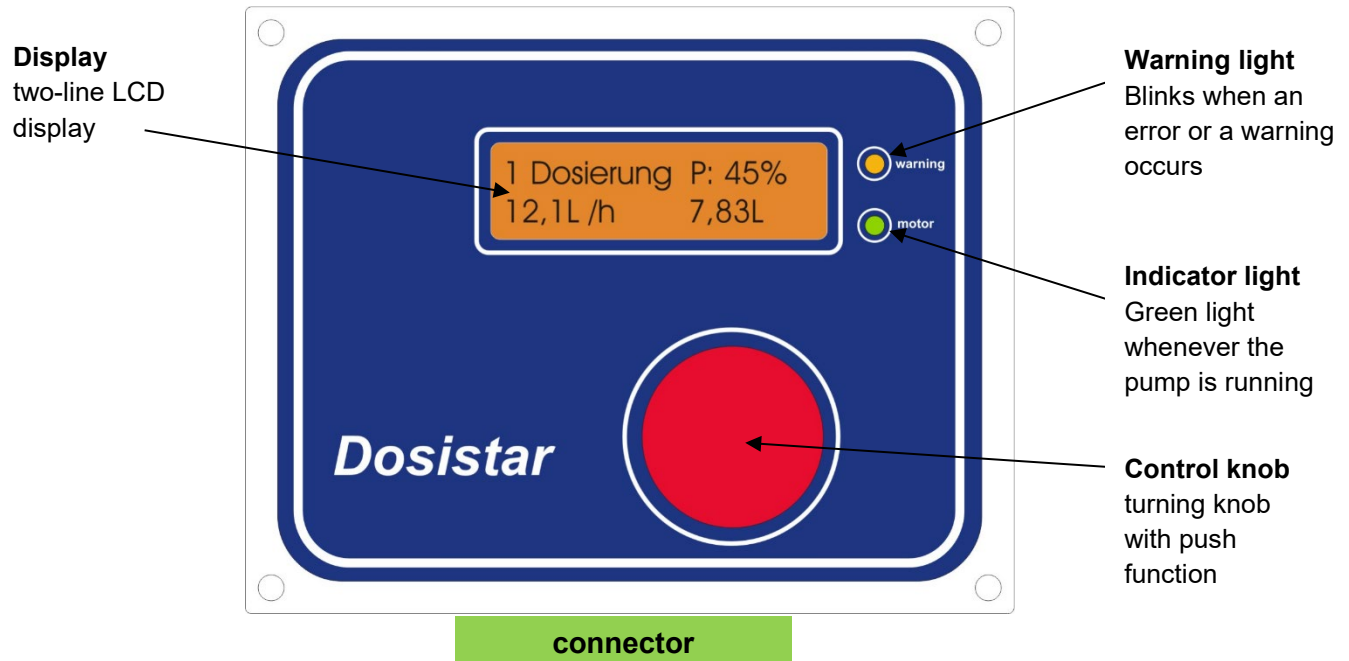 Display
two-line LCD
display
1 Dosierung P: 45%
12,1L /h 7,83L
warning
motor
Dosistar
Warning light
Blinks when an
error or a warning
occurs
Indicator light
Green light
whenever the
pump is running
Control knob
turning knob
with push
function
connector